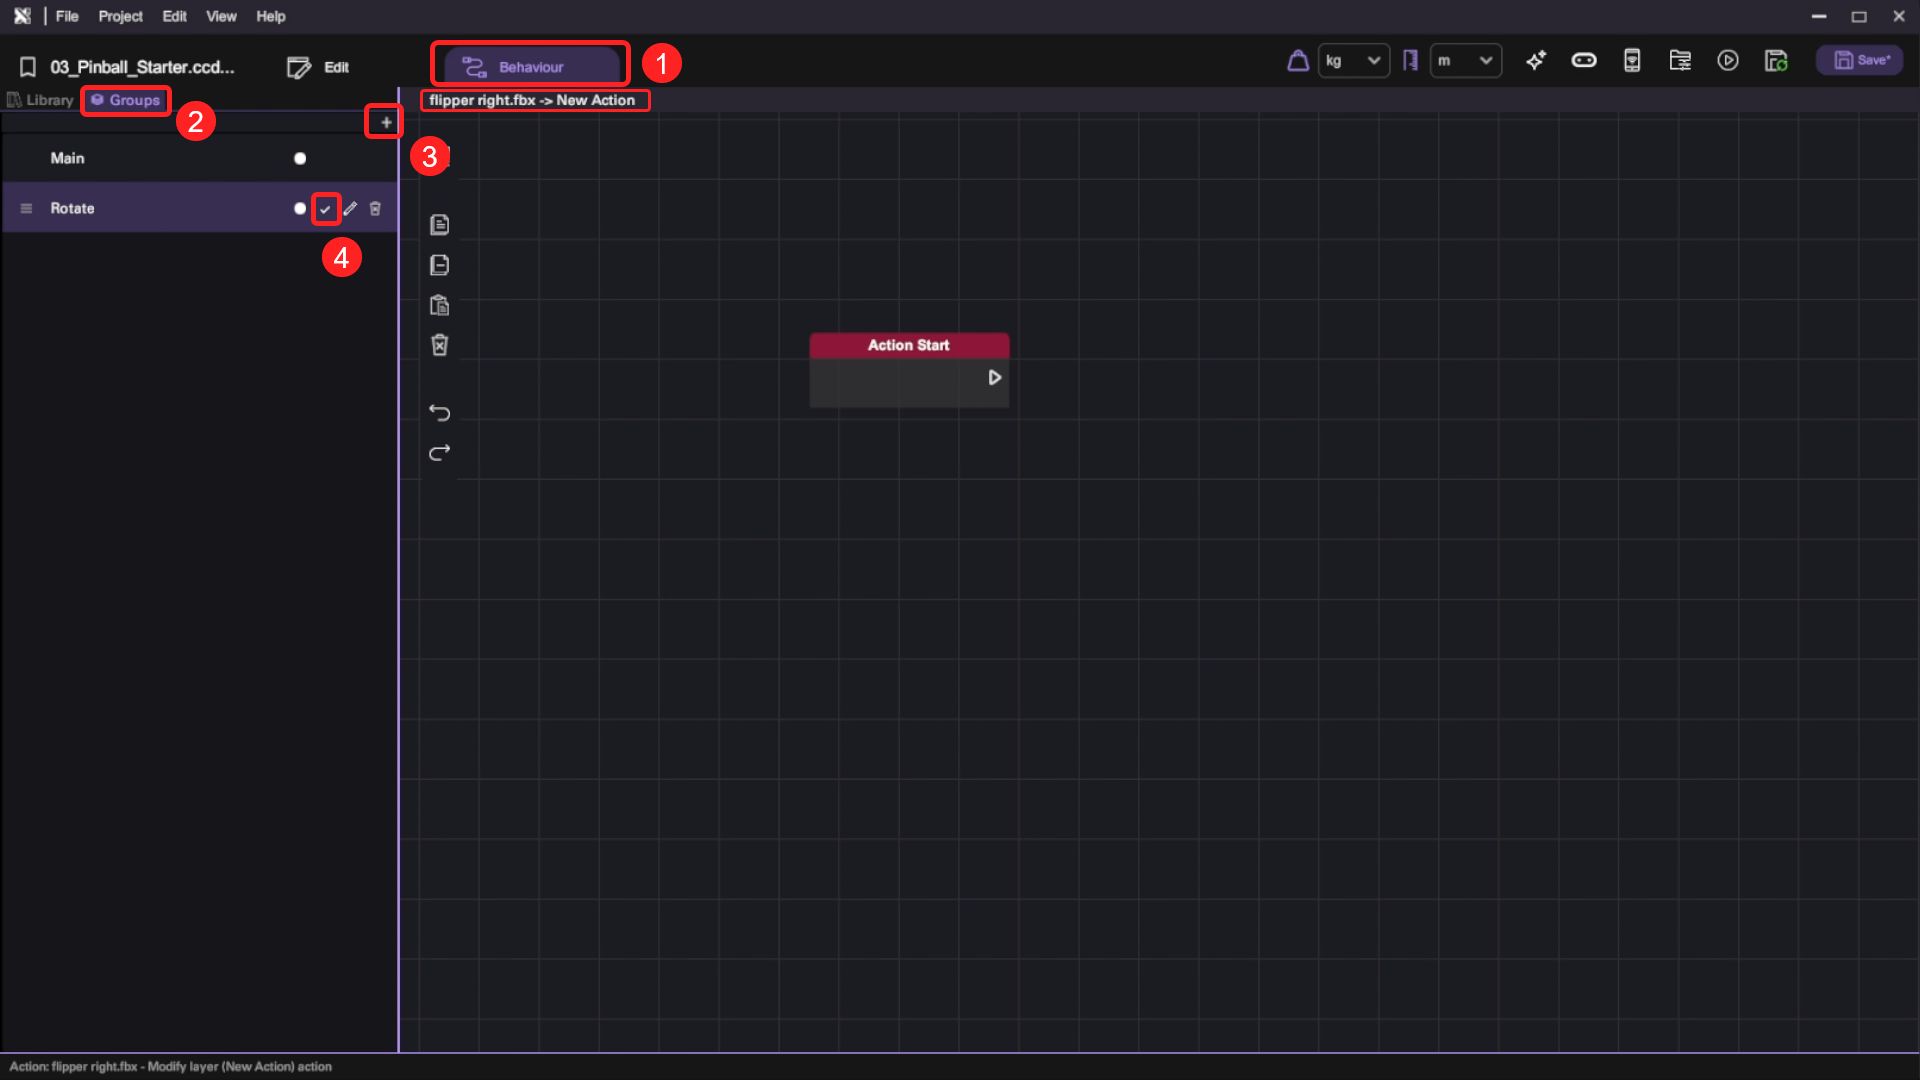 File Project Edit View Help
03_Pinball_Starter.ccd... Edit Behaviour 1 kg m Save*
Library Groups 2 flipper right.fbx -> New Action
+
Main 3
Rotate
4
Action Start
Action: flipper right.fbx - Modify layer (New Action) action